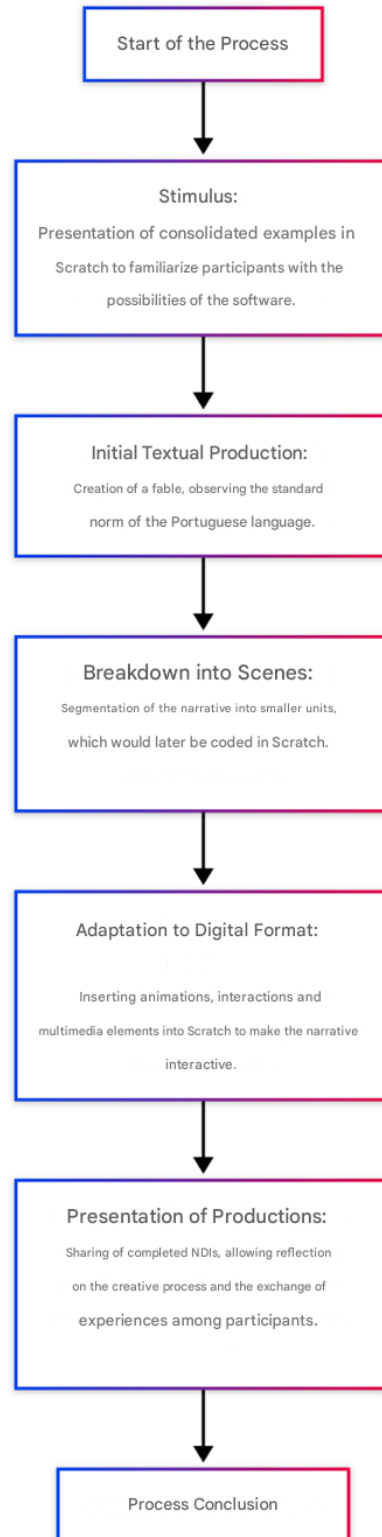 Start of the Process
Stimulus:
Presentation of consolidated examples in
Scratch to familiarize participants with the
possibilities of the software.
Initial Textual Production:
Creation of a fable, observing the standard
norm of the Portuguese language.
Breakdown into Scenes:
Segmentation of the narrative into smaller units,
which would later be coded in Scratch.
Adaptation to Digital Format:
Inserting animations, interactions and
multimedia elements into Scratch to make the narrative
interactive.
Presentation of Productions:
Sharing of completed NDIs, allowing reflection
on the creative process and the exchange of
experiences among participants.
Process Conclusion